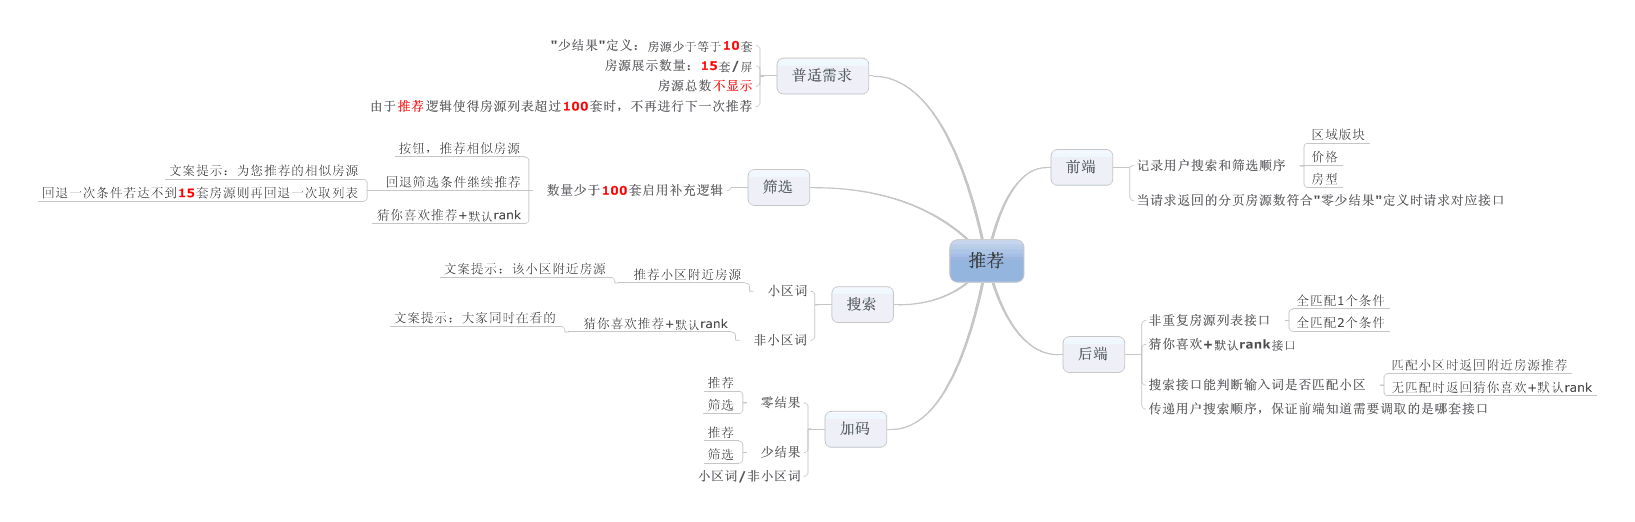 推荐
普适需求
"少结果"定义：房源少于等于10套
房源展示数量：15套/屏
房源总数不显示
由于推荐逻辑使得房源列表超过100套时，不再进行下一次推荐
筛选
数量少于100套启用补充逻辑
按钮，推荐相似房源
回退筛选条件继续推荐
文案提示：为您推荐的相似房源
回退一次条件若达不到15套房源则再回退一次取列表
猜你喜欢推荐+默认rank
搜索
小区词
推荐小区附近房源
文案提示：该小区附近房源
非小区词
猜你喜欢推荐+默认rank
文案提示：大家同时在看的
加码
零结果
推荐
筛选
少结果
推荐
筛选
小区词/非小区词
前端
记录用户搜索和筛选顺序
区域版块
价格
房型
当请求返回的分页房源数符合"零少结果"定义时请求对应接口
后端
非重复房源列表接口
全匹配1个条件
全匹配2个条件
猜你喜欢+默认rank接口
搜索接口能判断输入词是否匹配小区
匹配小区时返回附近房源推荐
无匹配时返回猜你喜欢+默认rank
传递用户搜索顺序，保证前端知道需要调取的是哪套接口